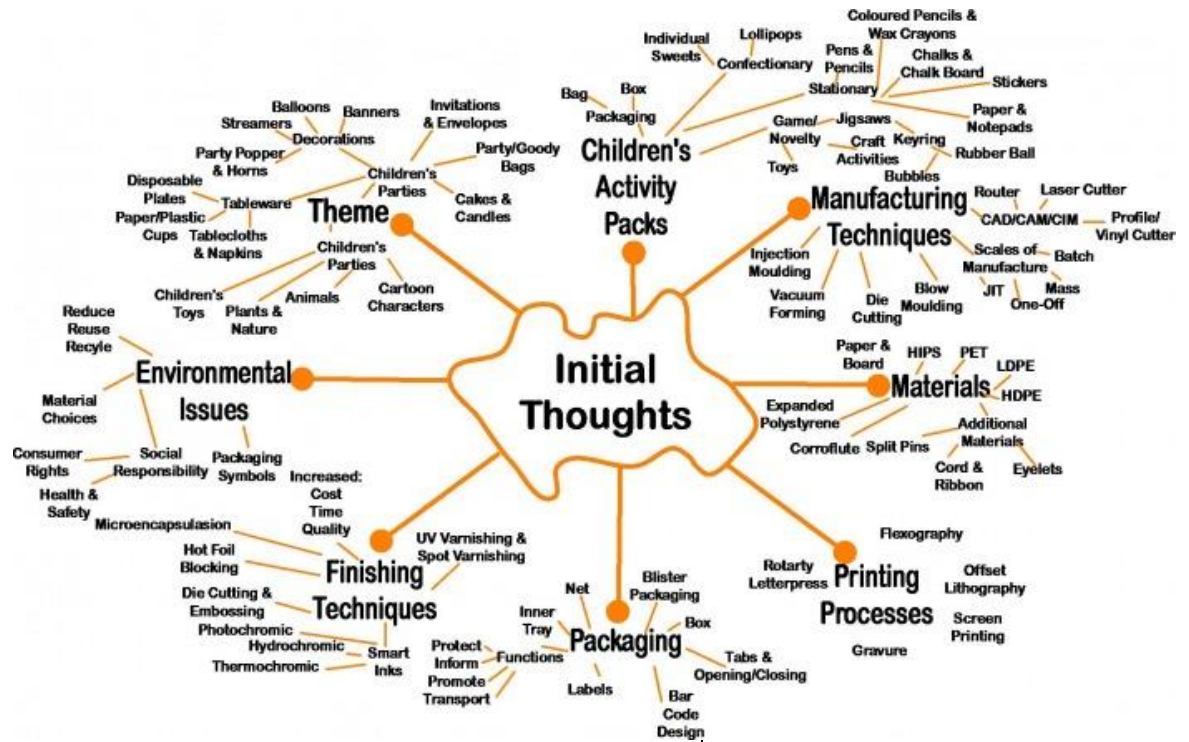 Initial
Thoughts
Theme
Children's
Parties
Decorations
Balloons
Streamers
Banners
Party Popper
& Horns
Invitations
& Envelopes
Party/Goody
Bags
Cakes &
Candles
Tableware
Disposable
Plates
Paper/Plastic
Cups
Tablecloths
& Napkins
Children's
Parties
Children's
Toys
Plants &
Nature
Animals
Cartoon
Characters
Children's
Activity
Packs
Bag
Box
Packaging
Individual
Sweets
Lollipops
Confectionary
Stationary
Pens &
Pencils
Coloured Pencils &
Wax Crayons
Chalks &
Chalk Board
Stickers
Paper &
Notepads
Game/
Novelty
Toys
Jigsaws
Craft
Activities
Keyring
Rubber Ball
Bubbles
Manufacturing
Techniques
Router
Laser Cutter
CAD/CAM/CIM
Profile/
Vinyl Cutter
Scales of
Manufacture
Batch
Mass
JIT
One-Off
Injection
Moulding
Vacuum
Forming
Die
Cutting
Blow
Moulding
Materials
Paper &
Board
HIPS
PET
LDPE
HDPE
Expanded
Polystyrene
Corroflute
Additional
Materials
Split Pins
Cord &
Ribbon
Eyelets
Printing
Processes
Flexography
Rotarty
Letterpress
Offset
Lithography
Screen
Printing
Gravure
Packaging
Net
Blister
Packaging
Inner
Tray
Box
Functions
Protect
Inform
Promote
Transport
Labels
Tabs &
Opening/Closing
Bar
Code
Design
Finishing
Techniques
Increased:
Cost
Time
Quality
Microencapsulasion
UV Varnishing &
Spot Varnishing
Hot Foil
Blocking
Die Cutting &
Embossing
Photochromic
Hydrochromic
Thermochromic
Smart
Inks
Environmental
Issues
Reduce
Reuse
Recyle
Material
Choices
Social
Responsibility
Consumer
Rights
Health &
Safety
Packaging
Symbols